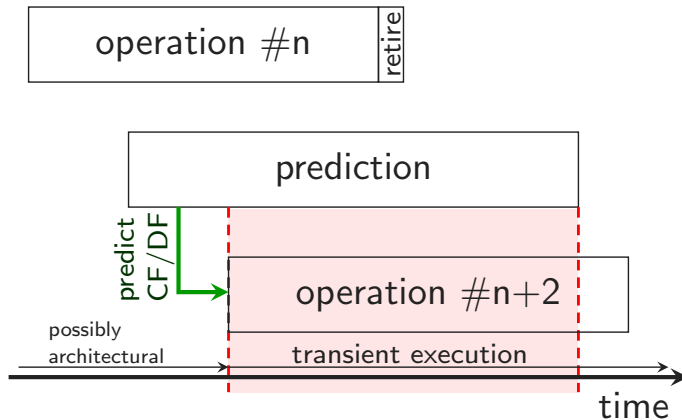 operation #n
retire
prediction
predict
CF/DF
operation #n+2
possibly
architectural
transient execution
time